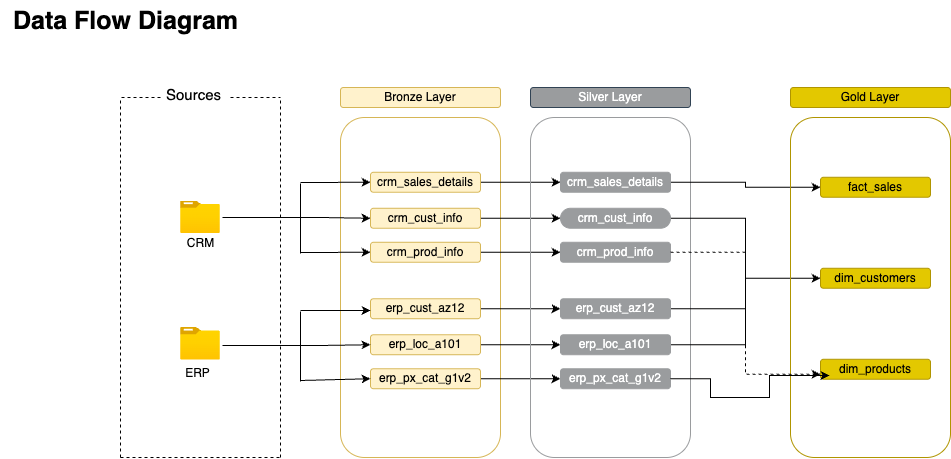 Data Flow Diagram
Sources
Bronze Layer
Silver Layer
Gold Layer
CRM
ERP
crm_sales_details
crm_cust_info
crm_prod_info
erp_cust_az12
erp_loc_a101
erp_px_cat_g1v2
crm_sales_details
crm_cust_info
crm_prod_info
erp_cust_az12
erp_loc_a101
erp_px_cat_g1v2
fact_sales
dim_customers
dim_products